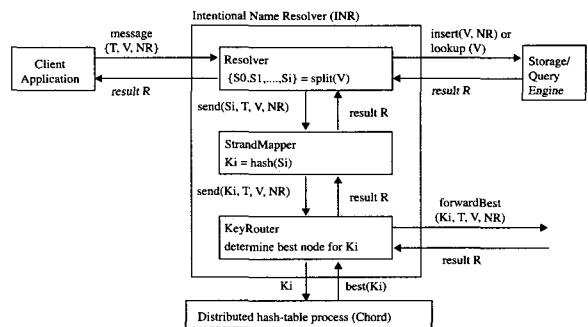 Intentional Name Resolver (INR)
message
{T, V, NR}
insert(V, NR) or
lookup (V)
Client
Application
Resolver
{S0.S1,....,Si} = split(V)
Storage/
Query
Engine
result R
result R
send(Si, T, V, NR)
result R
StrandMapper
Ki = hash(Si)
send(Ki, T, V, NR)
result R
forwardBest
(Ki, T, V, NR)
KeyRouter
determine best node for Ki
result R
Ki
best(Ki)
Distributed hash-table process (Chord)